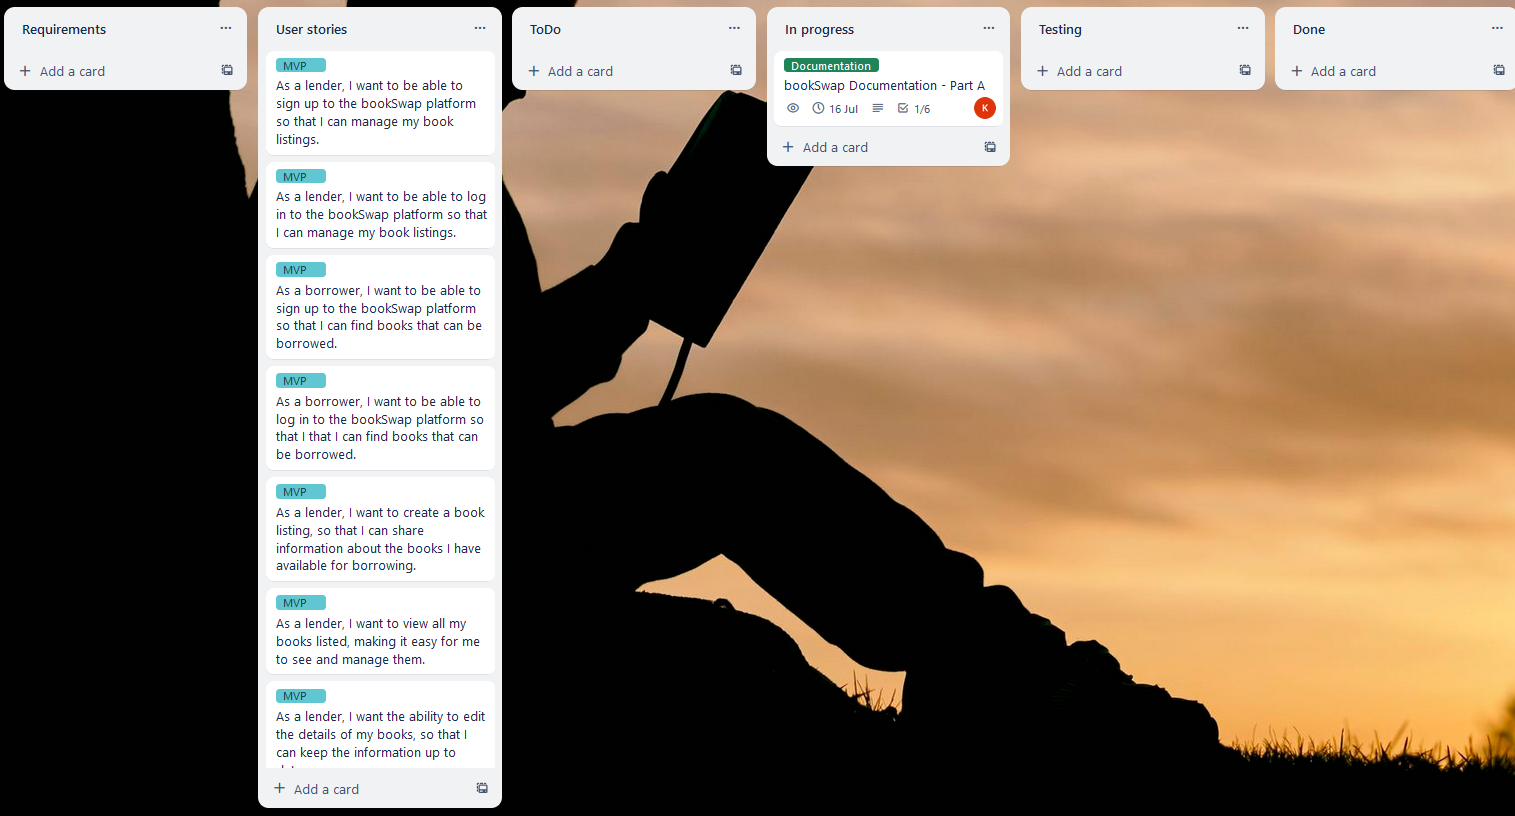 Requirements
Add a card
User stories
MVP
As a lender, I want to be able to
sign up to the bookSwap platform
so that I can manage my book
listings.
MVP
As a lender, I want to be able to log
in to the bookSwap platform so that
I can manage my book listings.
MVP
As a borrower, I want to be able to
sign up to the bookSwap platform
so that I can find books that can be
borrowed.
MVP
As a borrower, I want to be able to
log in to the bookSwap platform so
that I that I can find books that can
be borrowed.
MVP
As a lender, I want to create a book
listing, so that I can share
information about the books I have
available for borrowing.
MVP
As a lender, I want to view all my
books listed, making it easy for me
to see and manage them.
MVP
As a lender, I want the ability to edit
the details of my books, so that I
can keep the information up to
Add a card
ToDo
Add a card
In progress
Documentation
bookSwap Documentation - Part A
16 Jul 1/6 K
Add a card
Testing
Add a card
Done
Add a card